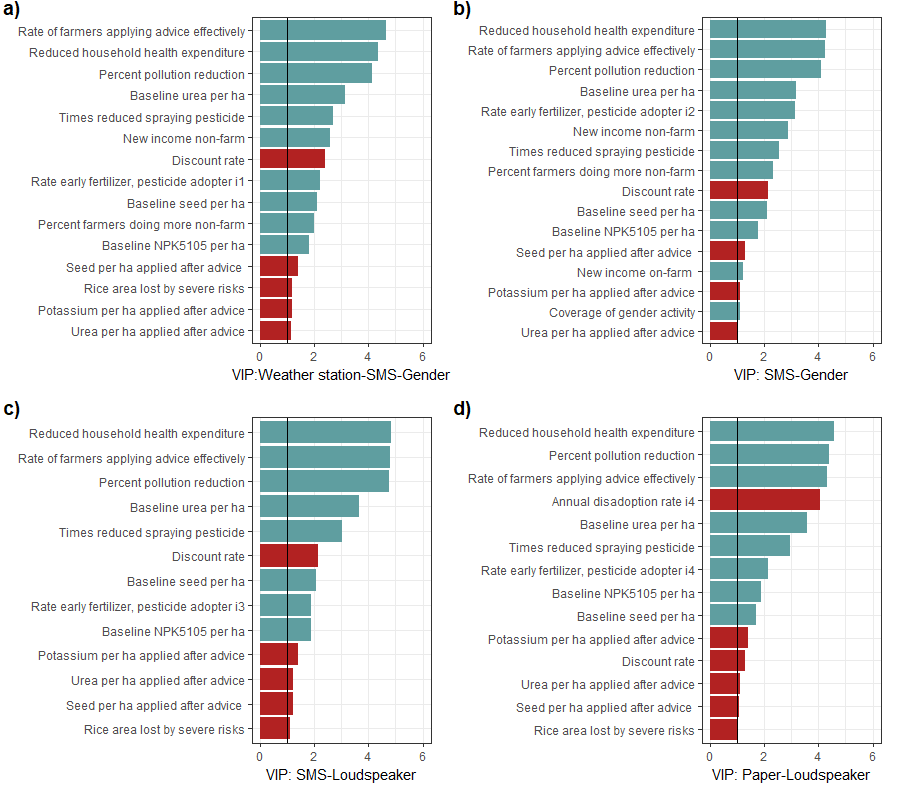 a)
Rate of farmers applying advice effectively
Reduced household health expenditure
Percent pollution reduction
Baseline urea per ha
Times reduced spraying pesticide
New income non-farm
Discount rate
Rate early fertilizer, pesticide adopter i1
Baseline seed per ha
Percent farmers doing more non-farm
Baseline NPK5105 per ha
Seed per ha applied after advice
Rice area lost by severe risks
Potassium per ha applied after advice
Urea per ha applied after advice
0 2 4 6
VIP:Weather station-SMS-Gender
b)
Reduced household health expenditure
Rate of farmers applying advice effectively
Percent pollution reduction
Baseline urea per ha
Rate early fertilizer, pesticide adopter i2
New income non-farm
Times reduced spraying pesticide
Percent farmers doing more non-farm
Discount rate
Baseline seed per ha
Baseline NPK5105 per ha
Seed per ha applied after advice
New income on-farm
Potassium per ha applied after advice
Coverage of gender activity
Urea per ha applied after advice
0 2 4 6
VIP: SMS-Gender
c)
Reduced household health expenditure
Rate of farmers applying advice effectively
Percent pollution reduction
Baseline urea per ha
Times reduced spraying pesticide
Discount rate
Baseline seed per ha
Rate early fertilizer, pesticide adopter i3
Baseline NPK5105 per ha
Potassium per ha applied after advice
Urea per ha applied after advice
Seed per ha applied after advice
Rice area lost by severe risks
0 2 4 6
VIP: SMS-Loudspeaker
d)
Reduced household health expenditure
Percent pollution reduction
Rate of farmers applying advice effectively
Annual disadoption rate i4
Baseline urea per ha
Times reduced spraying pesticide
Rate early fertilizer, pesticide adopter i4
Baseline NPK5105 per ha
Baseline seed per ha
Potassium per ha applied after advice
Discount rate
Urea per ha applied after advice
Seed per ha applied after advice
Rice area lost by severe risks
0 2 4 6
VIP: Paper-Loudspeaker